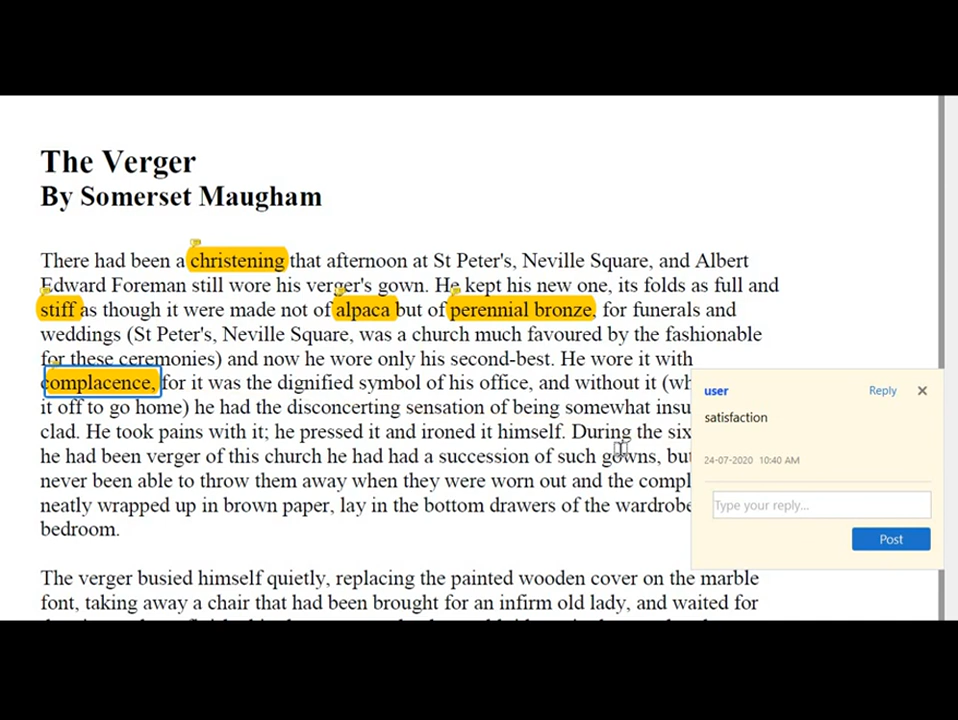 The Verger
By Somerset Maugham
There had been a christening that afternoon at St Peter's, Neville Square, and Albert
Edward Foreman still wore his verger's gown. He kept his new one, its folds as full and
stiff as though it were made not of alpaca but of perennial bronze, for funerals and
weddings (St Peter's, Neville Square, was a church much favoured by the fashionable
for these ceremonies) and now he wore only his second-best. He wore it with
complacence, for it was the dignified symbol of his office, and without it (wh
it off to go home) he had the disconcerting sensation of being somewhat insu
clad. He took pains with it; he pressed it and ironed it himself. During the six
he had been verger of this church he had had a succession of such gowns, but
never been able to throw them away when they were worn out and the compl
neatly wrapped up in brown paper, lay in the bottom drawers of the wardrobe
bedroom.
user Reply
satisfaction
24-07-2020 10:40 AM
Type your reply...
Post
The verger busied himself quietly, replacing the painted wooden cover on the marble
font, taking away a chair that had been brought for an infirm old lady, and waited for